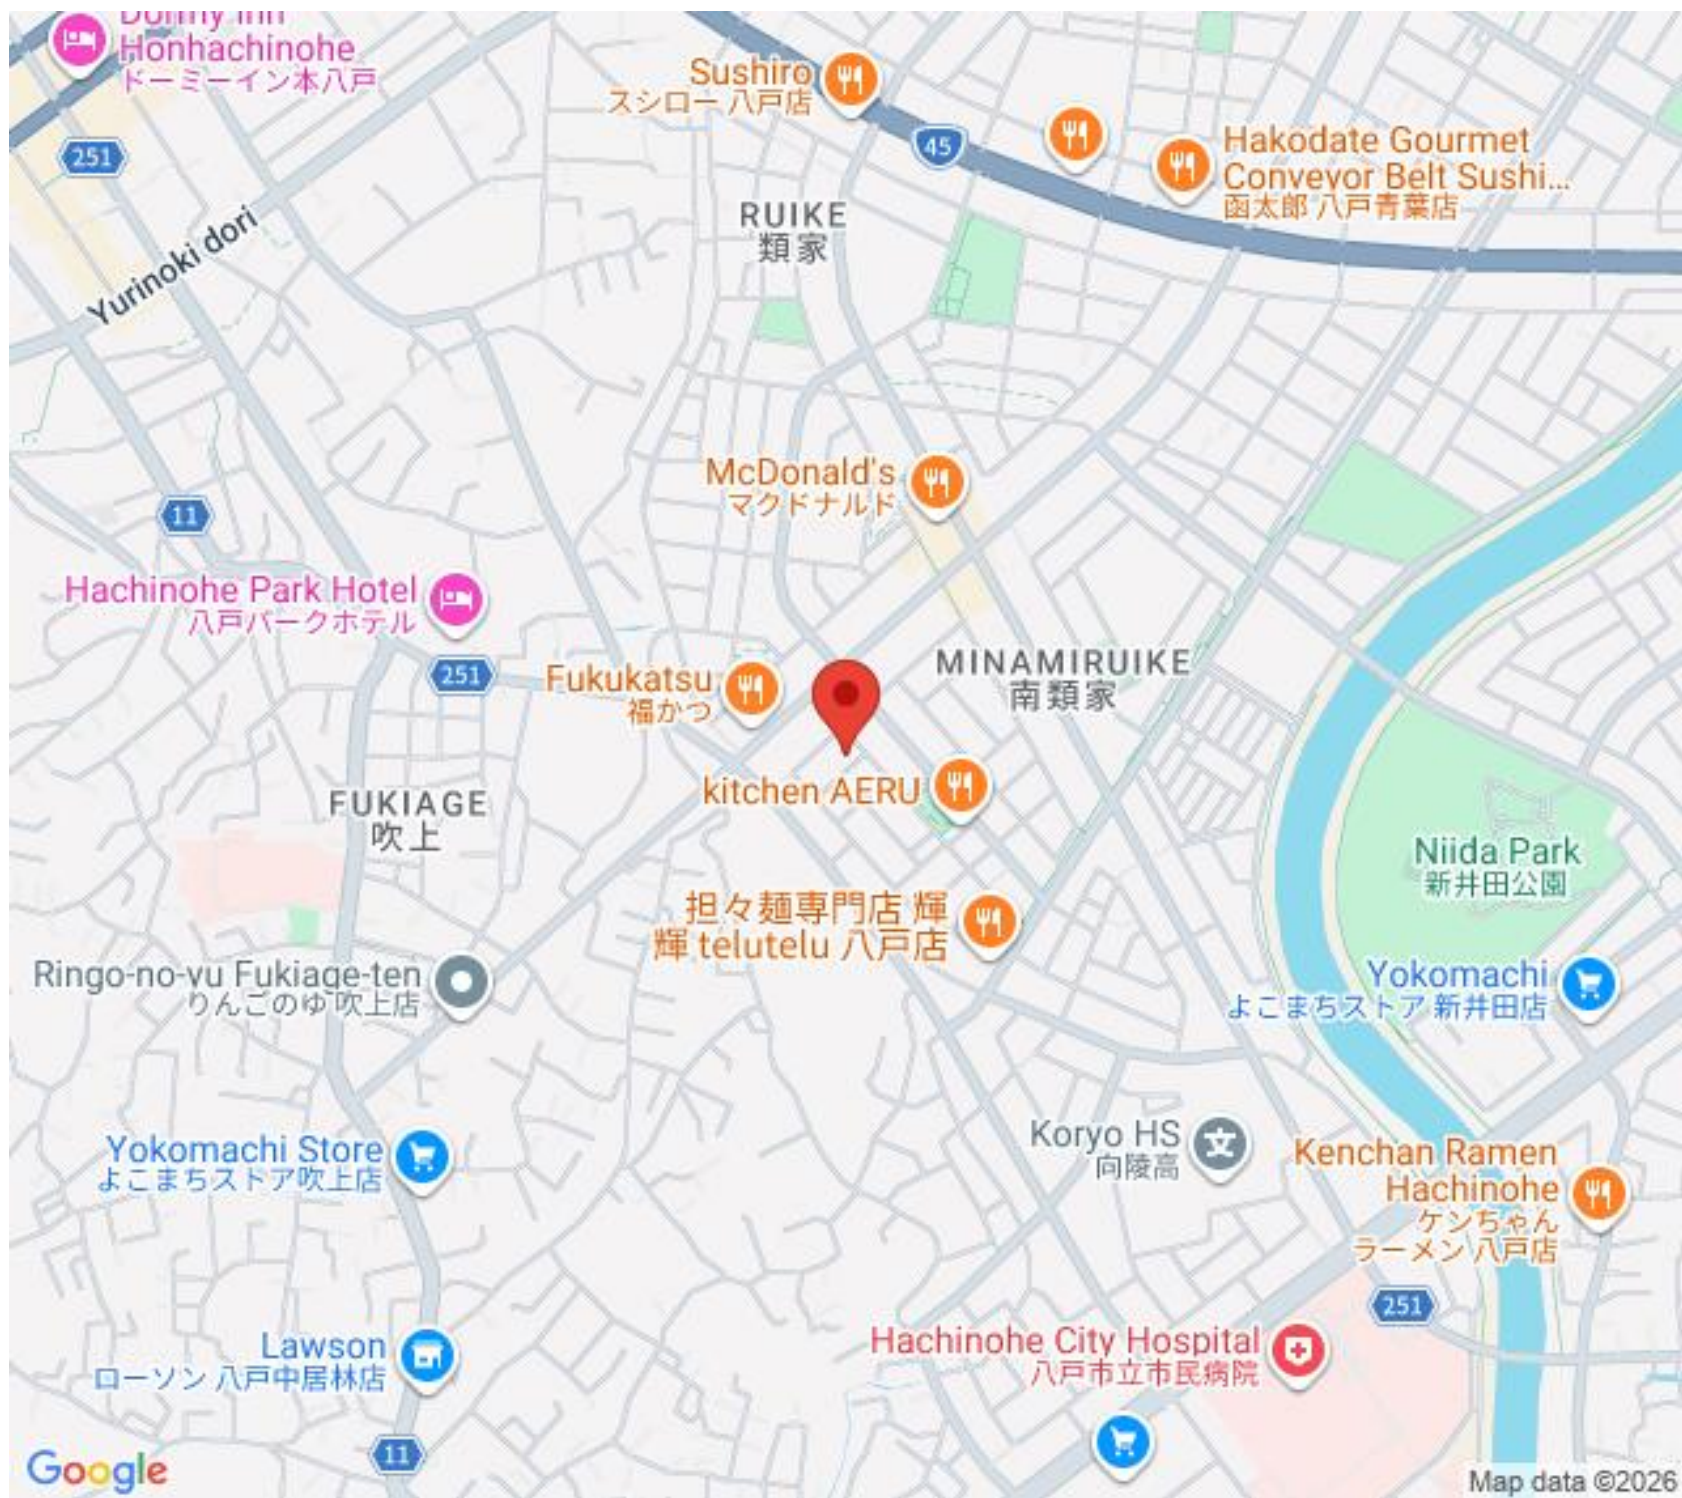 Dormy Inn
Honhachinohe
ドーミーイン本八戸
Sushiro
スシロー 八戸店
45
Hakodate Gourmet
Conveyor Belt Sushi...
函太郎 八戸青葉店
251
RUIKE
類家
Yurinoki dori
McDonald's
マクドナルド
11
Hachinohe Park Hotel
八戸パークホテル
251
Fukukatsu
福かつ
MINAMIRUIKE
南類家
kitchen AERU
FUKIAGE
吹上
Niida Park
新井田公園
担々麺専門店 輝
輝 telutelu 八戸店
Ringo-no-yu Fukiage-ten
りんごのゆ 吹上店
Yokomachi
よこまちストア 新井田店
Yokomachi Store
よこまちストア吹上店
Koryo HS
向陵高
Kenchan Ramen
Hachinohe
ケンちゃん
ラーメン 八戸店
251
Hachinohe City Hospital
八戸市立市民病院
Lawson
ローソン 八戸中居林店
11
Google
Map data ©2026